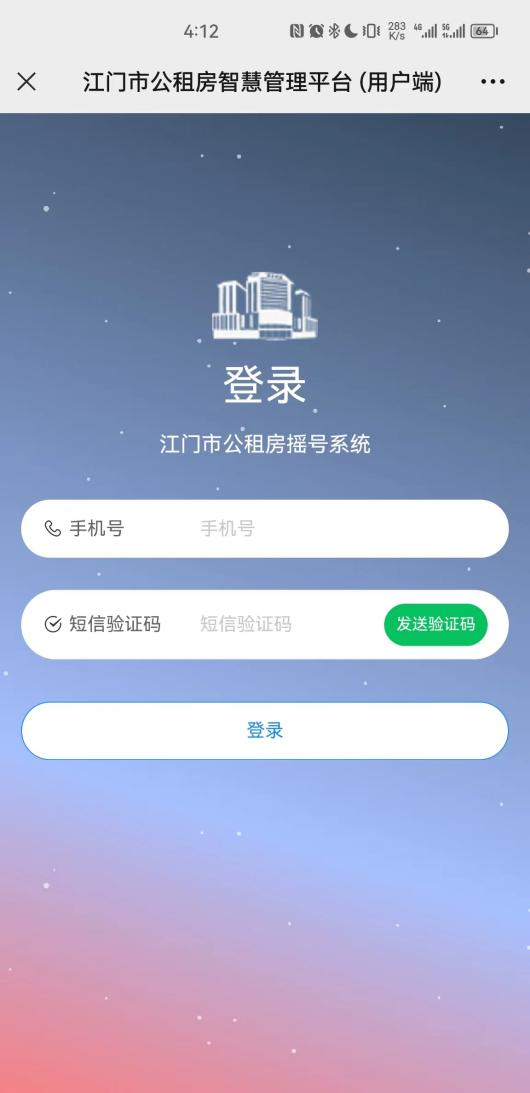 4:12
283 K/s 4G 5G 64
江门市公租房智慧管理平台 (用户端)
登录
江门市公租房摇号系统
手机号 手机号
短信验证码 短信验证码 发送验证码
登录